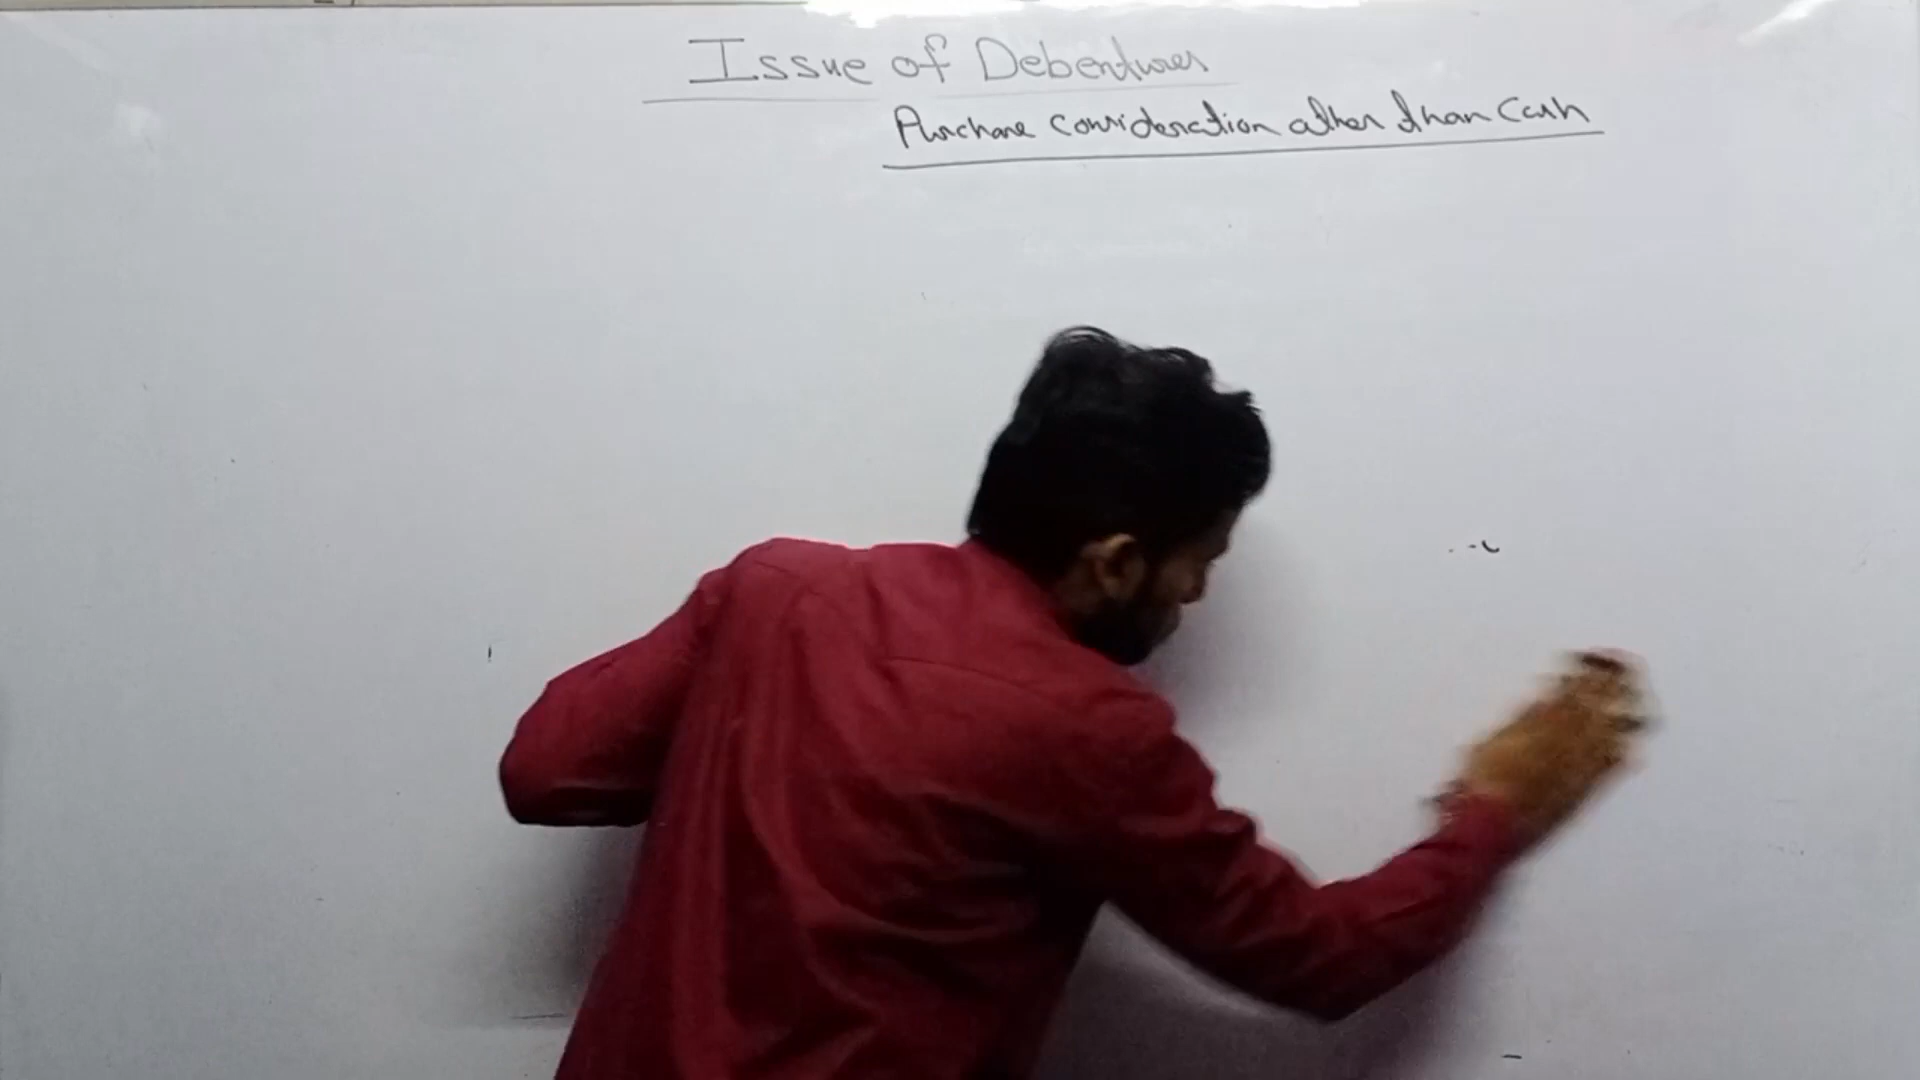 Issue of Debentures
Purchase consideration other than Cash